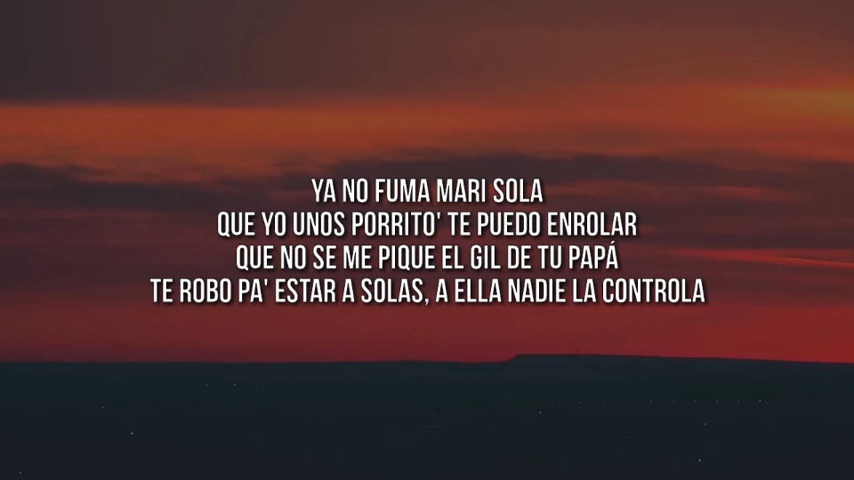 YA NO FUMA MARI SOLA
QUE YO UNOS PORRITO' TE PUEDO ENROLAR
QUE NO SE ME PIQUE EL GIL DE TU PAPÁ
TE ROBO PA' ESTAR A SOLAS, A ELLA NADIE LA CONTROLA